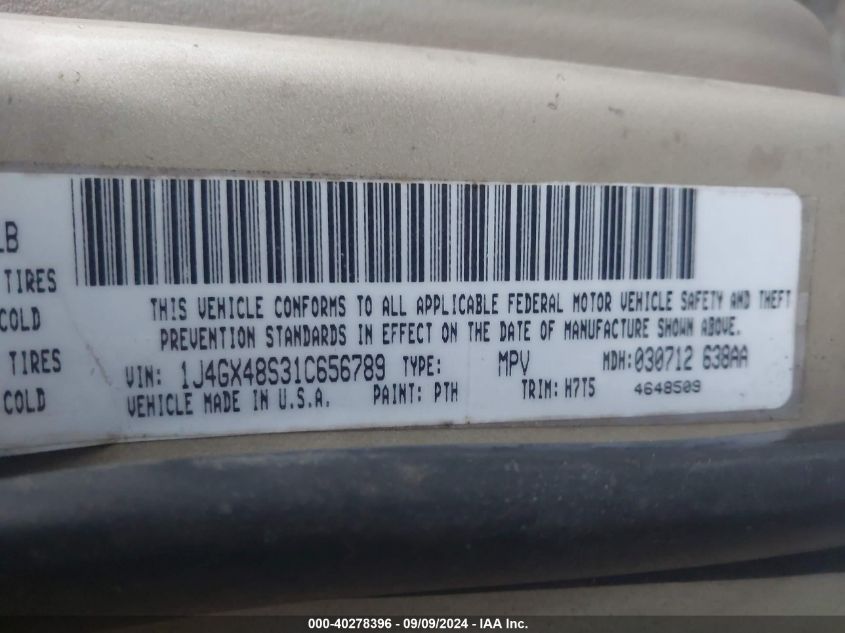 LB
TIRES
COLD
TIRES
COLD
THIS VEHICLE CONFORMS TO ALL APPLICABLE FEDERAL MOTOR VEHICLE SAFETY AND THEFT
PREVENTION STANDARDS IN EFFECT ON THE DATE OF MANUFACTURE SHOWN ABOVE.
VIN: 1J4GX48S31C656789 TYPE: MPV MDH:030712 638AA
VEHICLE MADE IN U.S.A. PAINT: PTH TRIM: H7T5 4648509
000-40278396 - 09/09/2024 - IAA Inc.